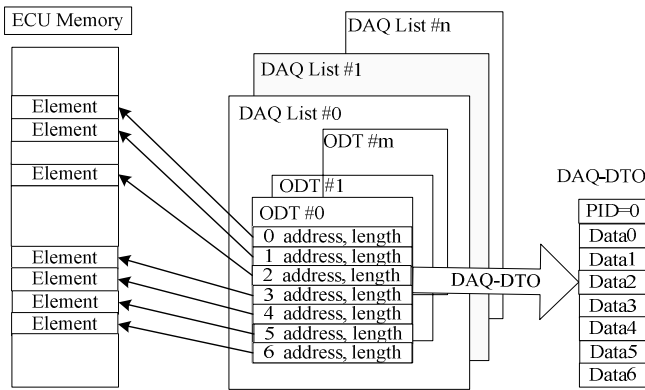 ECU Memory
Element
Element
Element
Element
Element
Element
Element
DAQ List #n
DAQ List #1
DAQ List #0
ODT #m
ODT #1
ODT #0
0 address, length
1 address, length
2 address, length
3 address, length
4 address, length
5 address, length
6 address, length
DAQ-DTO
DAQ-DTO
PID=0
Data0
Data1
Data2
Data3
Data4
Data5
Data6